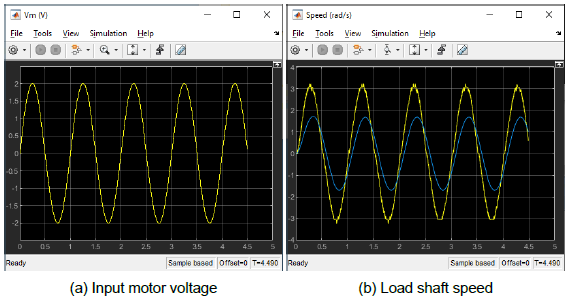 Vm (V)
File Tools View Simulation Help
2
1.5
1
0.5
0
-0.5
-1
-1.5
-2
0 0.5 1 1.5 2 2.5 3 3.5 4 4.5 5
Ready Sample based Offset=0 T=4.490
(a) Input motor voltage
Speed (rad/s)
File Tools View Simulation Help
4
3
2
1
0
-1
-2
-3
-4
0 0.5 1 1.5 2 2.5 3 3.5 4 4.5 5
Ready Sample based Offset=0 T=4.490
(b) Load shaft speed